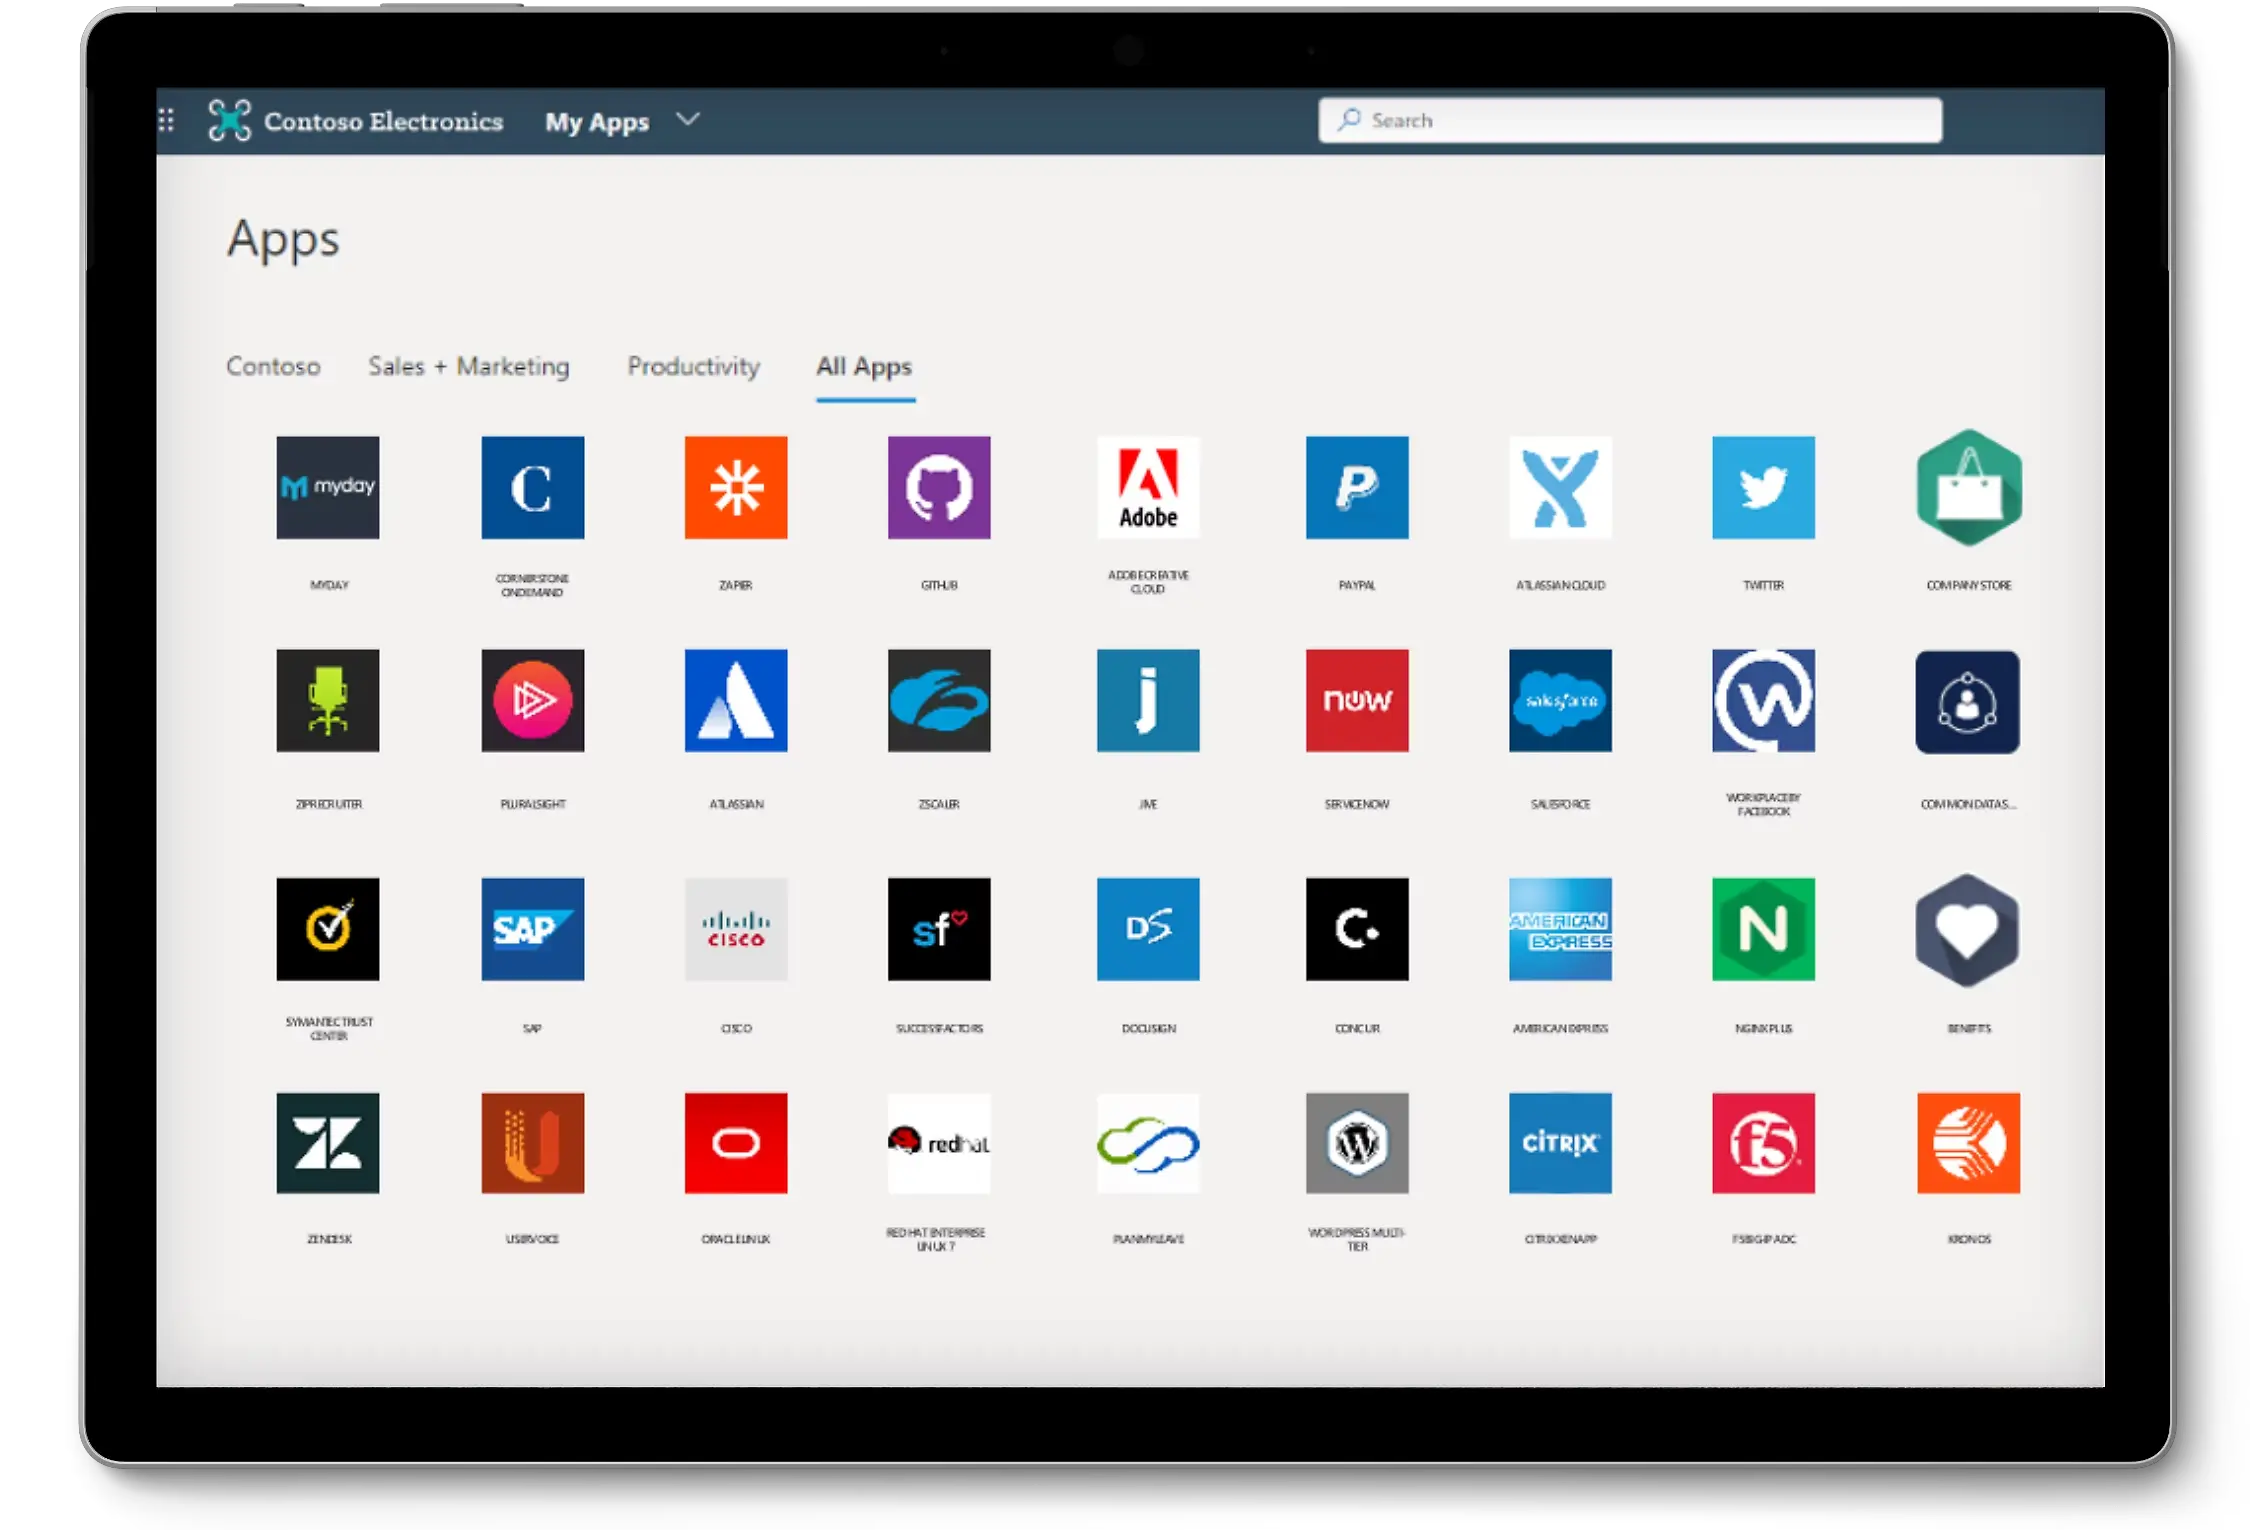 Contoso Electronics My Apps Search
Apps
Contoso Sales + Marketing Productivity All Apps
myday C Adobe P
MYDAY CORNERSTONE ONDEMAND ZAPIER GITHUB ADOBE CREATIVE CLOUD PAYPAL ATLASSIAN CLOUD TWITTER COMPANY STORE
j now salesforce W
ZIPRECRUITER PLURALSIGHT ATLASSIAN ZSCALER JIVE SERVICENOW SALESFORCE WORKPLACE BY FACEBOOK COMMON DATA S...
SAP CISCO sf DS C AMERICAN EXPRESS N
SYMANTEC TRUST CENTER SAP CISCO SUCCESSFACTORS DOCUSIGN CONCUR AMERICAN EXPRESS NGINX PLUS BENEFITS
U redhat W CITRIX f5
ZENDESK USERVOICE ORACLE LINUX RED HAT ENTERPRISE LINUX 7 PLANMYLEAVE WORDPRESS MULTI-TIER CITRIX XENAPP F5 BIG-IP ADC KRONOS